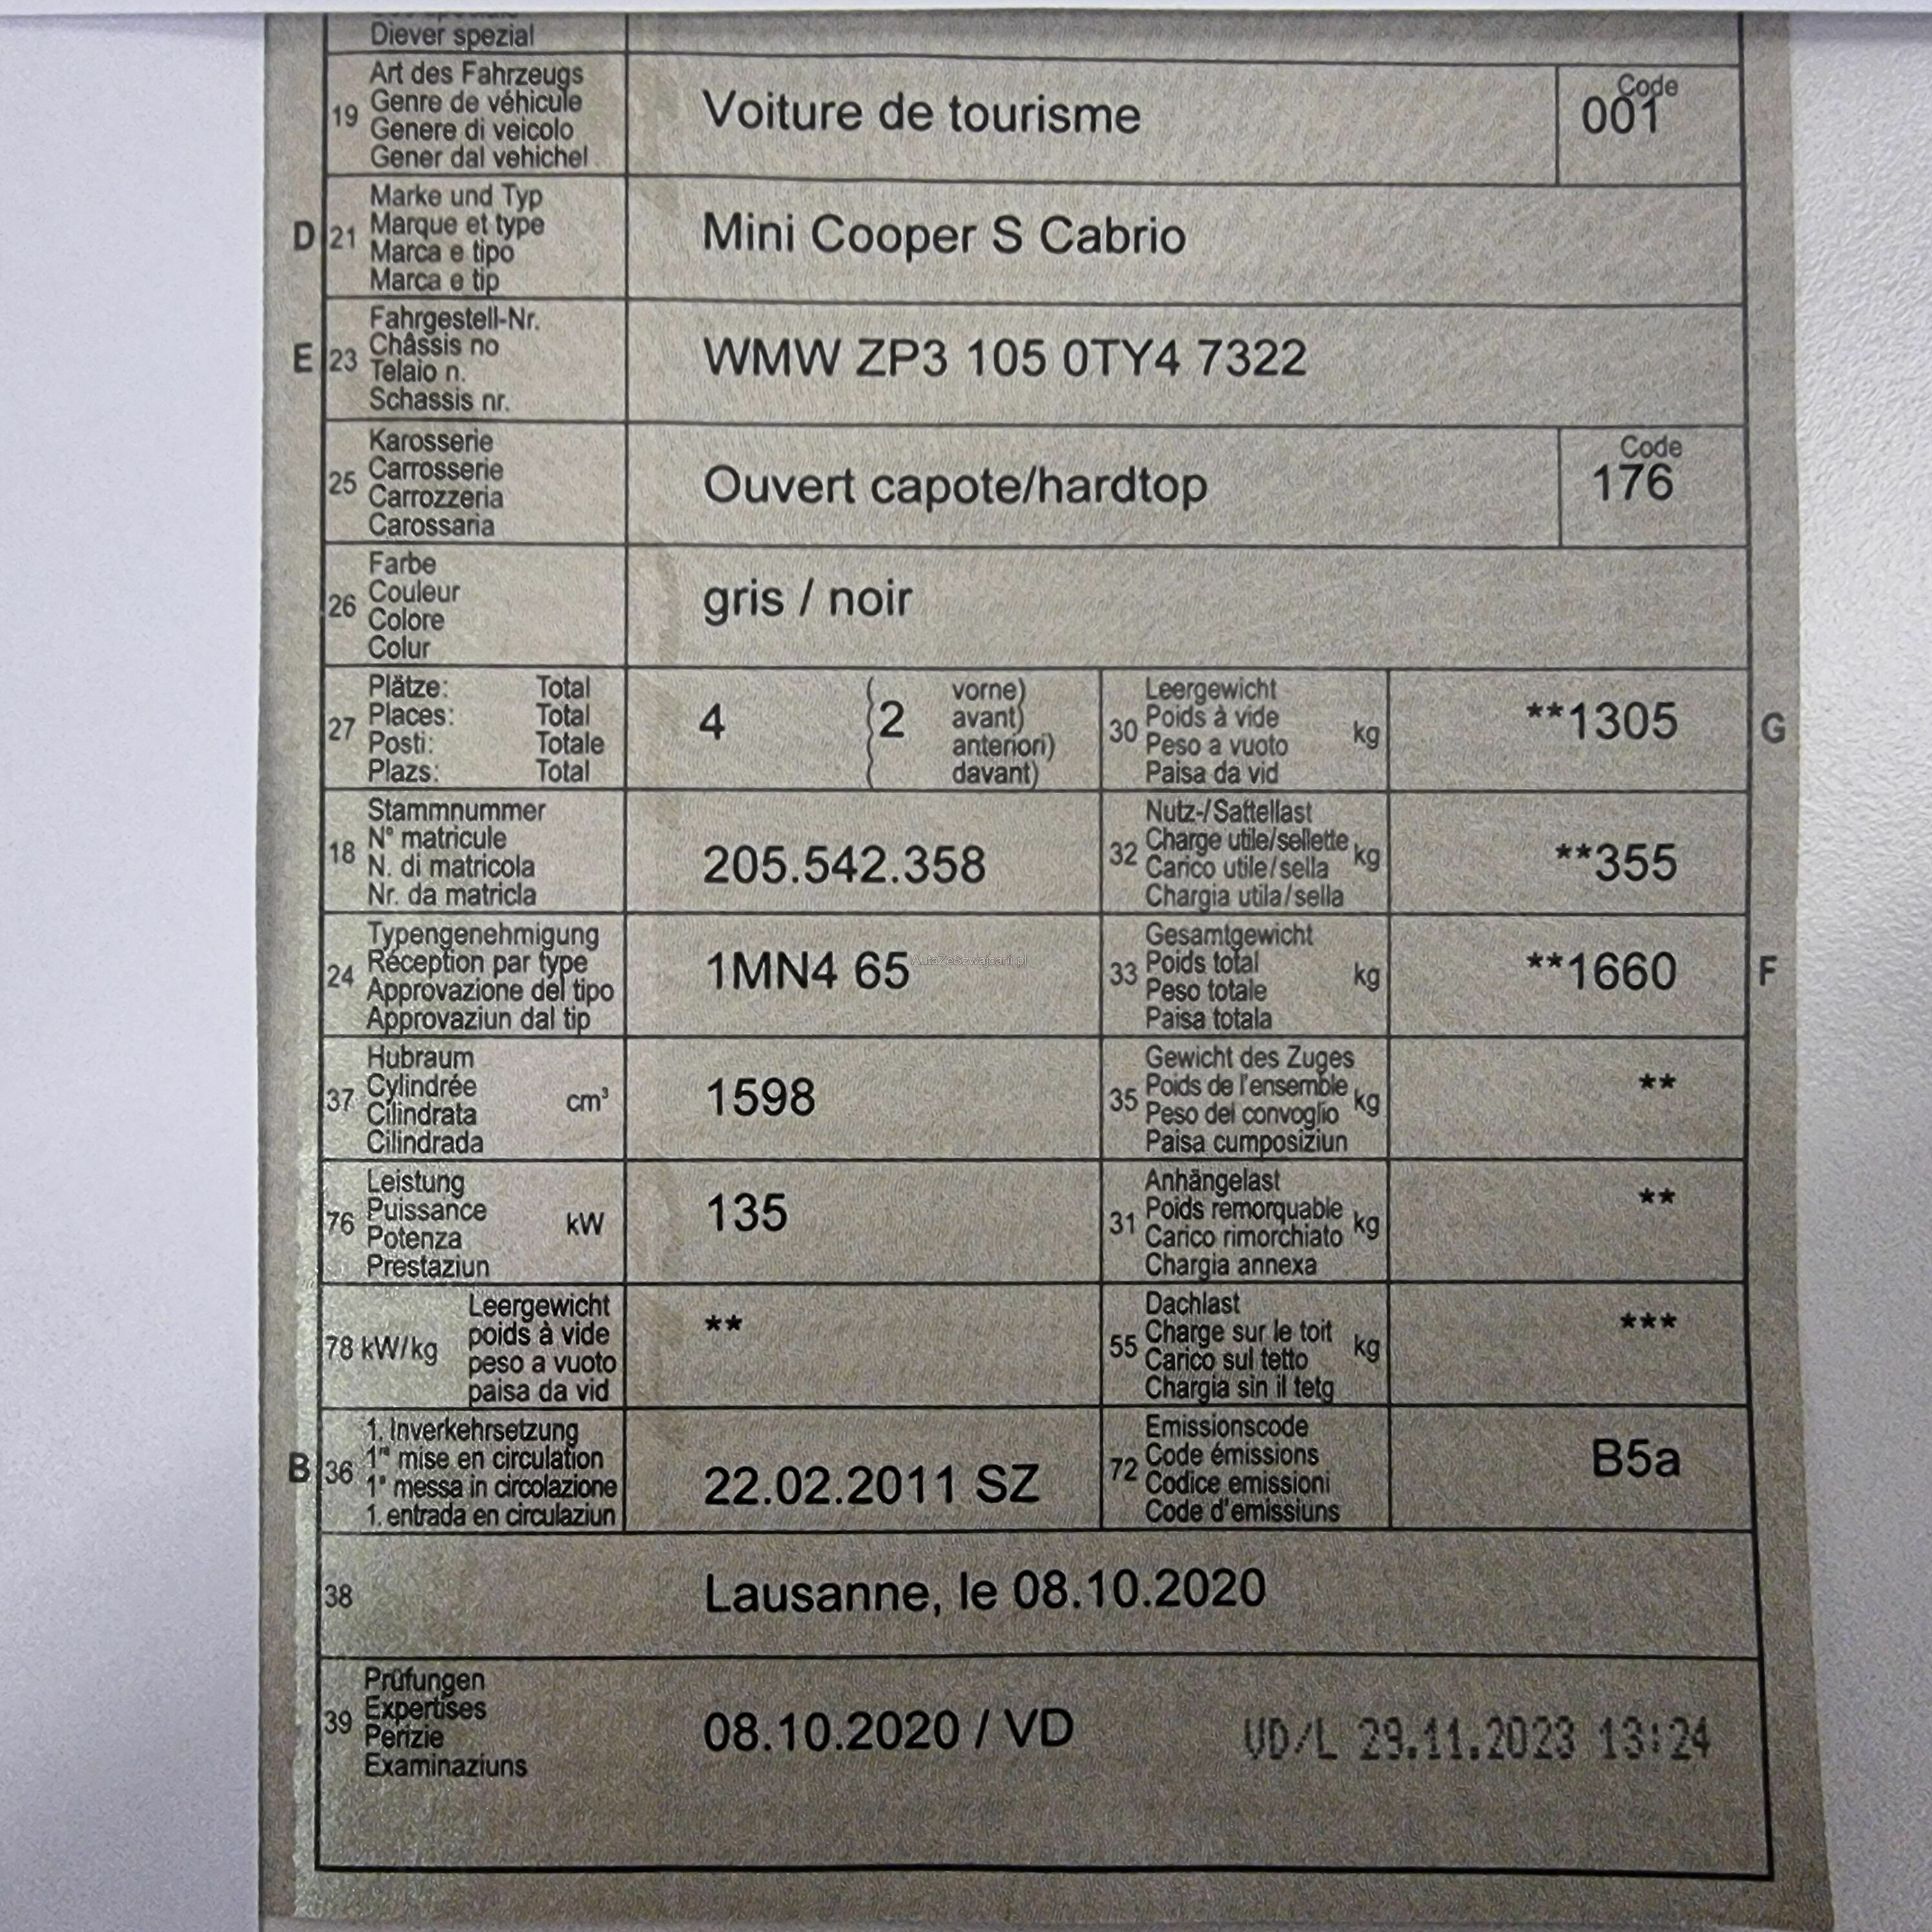 Diever spezial
19
Art des Fahrzeugs
Genre de véhicule
Genere di veicolo
Gener dal vehichel
Voiture de tourisme
Code
001
D 21
Marke und Typ
Marque et type
Marca e tipo
Marca e tip
Mini Cooper S Cabrio
E 23
Fahrgestell-Nr.
Châssis no
Telaio n.
Schassis nr.
WMW ZP3 105 0TY4 7322
25
Karosserie
Carrosserie
Carrozzeria
Carossaria
Ouvert capote/hardtop
Code
176
26
Farbe
Couleur
Colore
Colur
gris / noir
27
Plätze: Total
Places: Total
Posti: Totale
Plazs: Total
4
(2
vorne)
avant)
anteriori)
davant)
30
Leergewicht
Poids à vide
Peso a vuoto
Paisa da vid
kg
**1305
G
18
Stammnummer
N° matricule
N. di matricola
Nr. da matricla
205.542.358
32
Nutz-/Sattellast
Charge utile/sellette
Carico utile/sella
Chargia utila/sella
kg
**355
24
Typengenehmigung
Réception par type
Approvazione del tipo
Approvaziun dal tip
1MN4 65
33
Gesamtgewicht
Poids total
Peso totale
Paisa totala
kg
**1660
F
37
Hubraum
Cylindrée
Cilindrata
Cilindrada
cm³
1598
35
Gewicht des Zuges
Poids de l'ensemble
Peso del convoglio
Paisa cumposiziun
kg
**
76
Leistung
Puissance
Potenza
Prestaziun
kW
135
31
Anhängelast
Poids remorquable
Carico rimorchiato
Chargia annexa
kg
**
78 kW/kg
Leergewicht
poids à vide
peso a vuoto
paisa da vid
**
55
Dachlast
Charge sur le toit
Carico sul tetto
Chargia sin il tetg
kg
***
B 36
1. Inverkehrsetzung
1re mise en circulation
1a messa in circolazione
1. entrada en circulaziun
22.02.2011 SZ
72
Emissionscode
Code émissions
Codice emissioni
Code d'emissiuns
B5a
38
Lausanne, le 08.10.2020
39
Prüfungen
Expertises
Perizie
Examinaziuns
08.10.2020 / VD
VD/L 29.11.2023 13:24